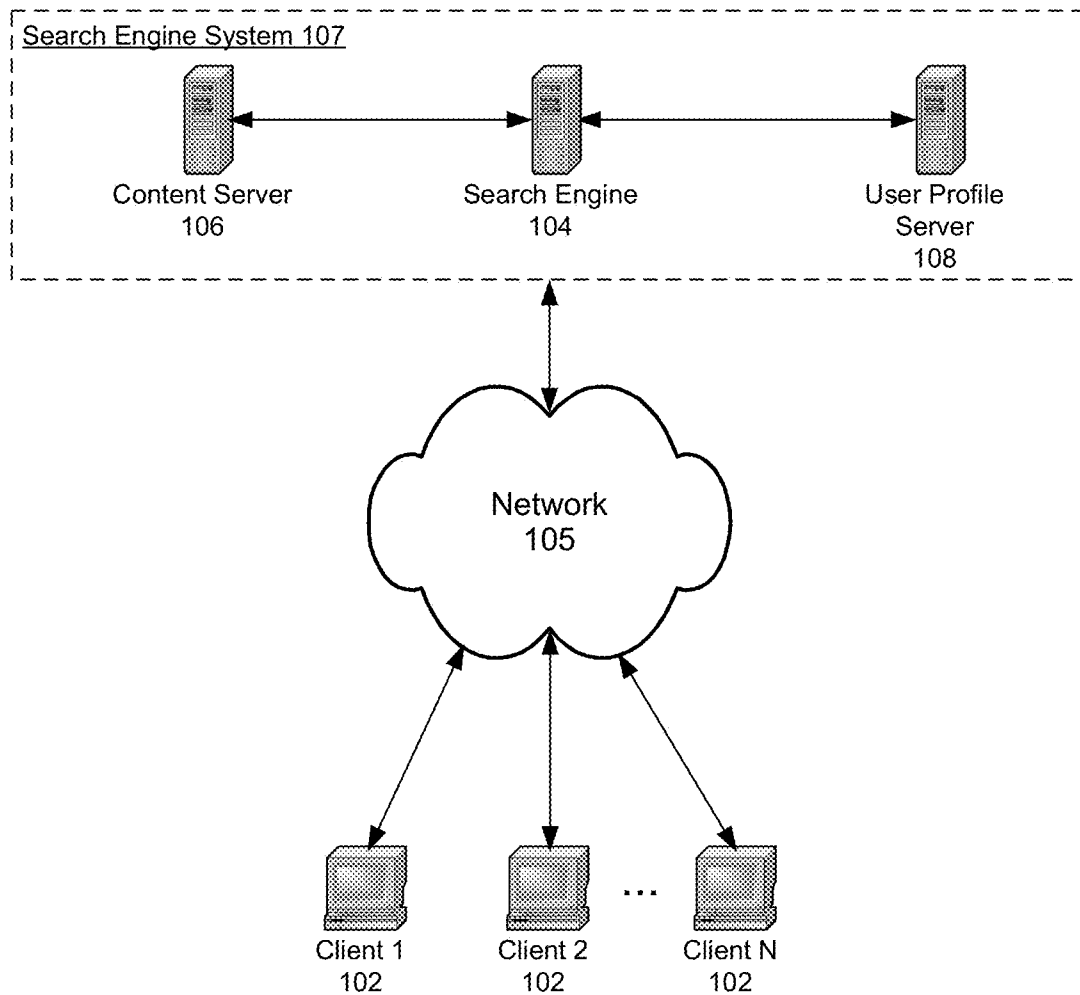 Search Engine System 107
Content Server
106
Search Engine
104
User Profile
Server
108
Network
105
...
Client 1
102
Client 2
102
Client N
102